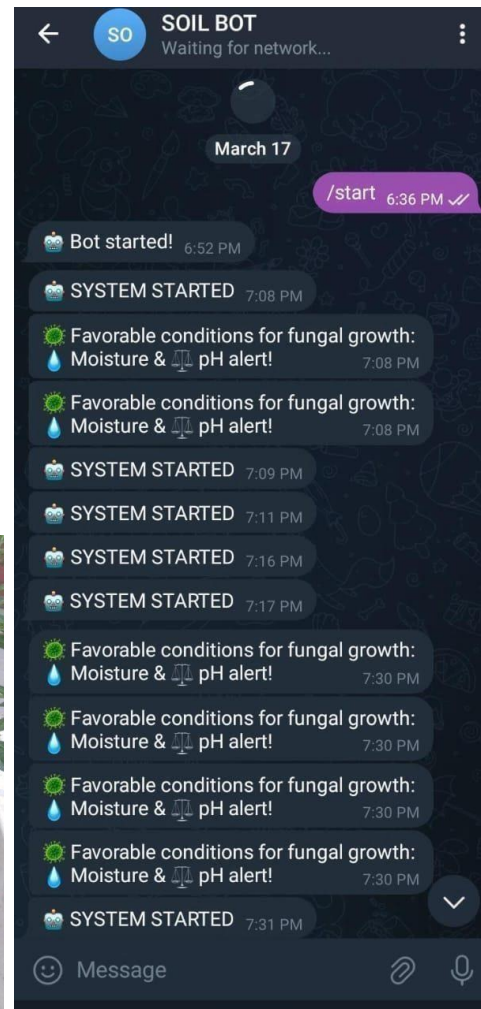 SO
SOIL BOT
Waiting for network...
March 17
/start 6:36 PM
🤖 Bot started! 6:52 PM
🤖 SYSTEM STARTED 7:08 PM
🦠 Favorable conditions for fungal growth:
💧 Moisture & ⚖️ pH alert! 7:08 PM
🦠 Favorable conditions for fungal growth:
💧 Moisture & ⚖️ pH alert! 7:08 PM
🤖 SYSTEM STARTED 7:09 PM
🤖 SYSTEM STARTED 7:11 PM
🤖 SYSTEM STARTED 7:16 PM
🤖 SYSTEM STARTED 7:17 PM
🦠 Favorable conditions for fungal growth:
💧 Moisture & ⚖️ pH alert! 7:30 PM
🦠 Favorable conditions for fungal growth:
💧 Moisture & ⚖️ pH alert! 7:30 PM
🦠 Favorable conditions for fungal growth:
💧 Moisture & ⚖️ pH alert! 7:30 PM
🦠 Favorable conditions for fungal growth:
💧 Moisture & ⚖️ pH alert! 7:30 PM
🤖 SYSTEM STARTED 7:31 PM
Message